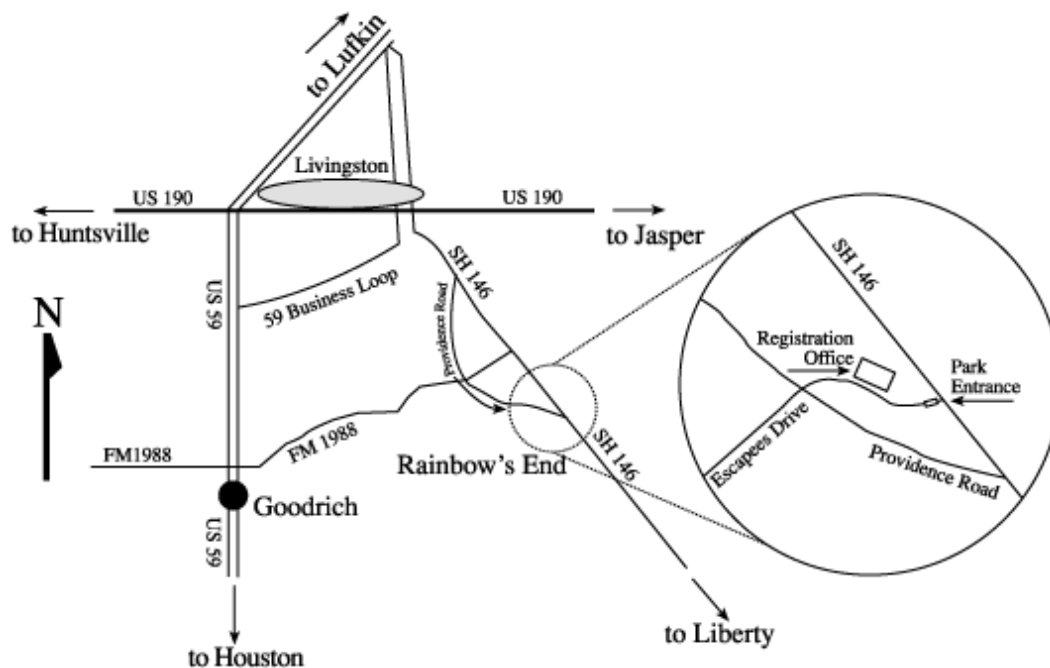 to Lufkin
Livingston
US 190
US 190
to Huntsville
to Jasper
US 59
59 Business Loop
SH 146
Providence Road
N
FM1988
FM 1988
Rainbow's End
SH 146
Goodrich
US 59
to Houston
to Liberty
SH 146
Registration
Office
Park
Entrance
Escapees Drive
Providence Road